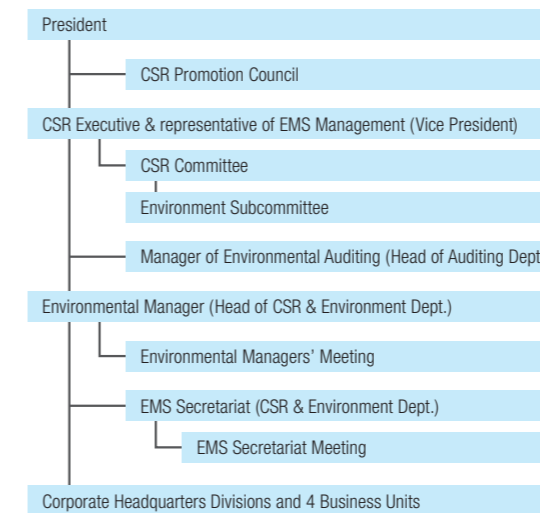 President
CSR Promotion Council
CSR Executive & representative of EMS Management (Vice President)
CSR Committee
Environment Subcommittee
Manager of Environmental Auditing (Head of Auditing Dept
Environmental Manager (Head of CSR & Environment Dept.)
Environmental Managers’ Meeting
EMS Secretariat (CSR & Environment Dept.)
EMS Secretariat Meeting
Corporate Headquarters Divisions and 4 Business Units